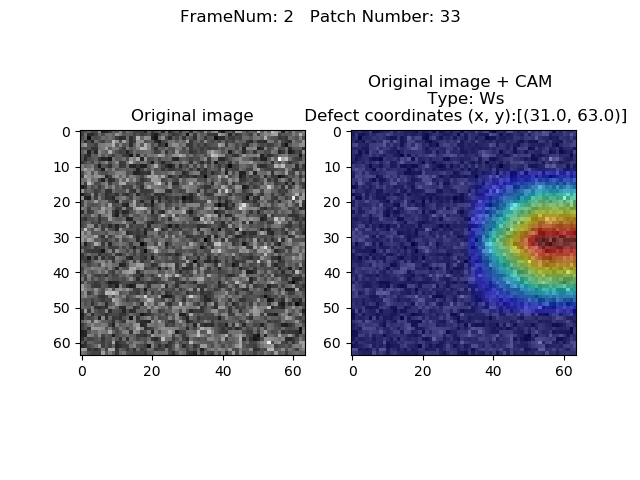 FrameNum: 2   Patch Number: 33
Original image + CAM
Type: Ws
Original image
Defect coordinates (x, y):[(31.0, 63.0)]
0
10
20
30
40
50
60
0 20 40 60
0
10
20
30
40
50
60
0 20 40 60